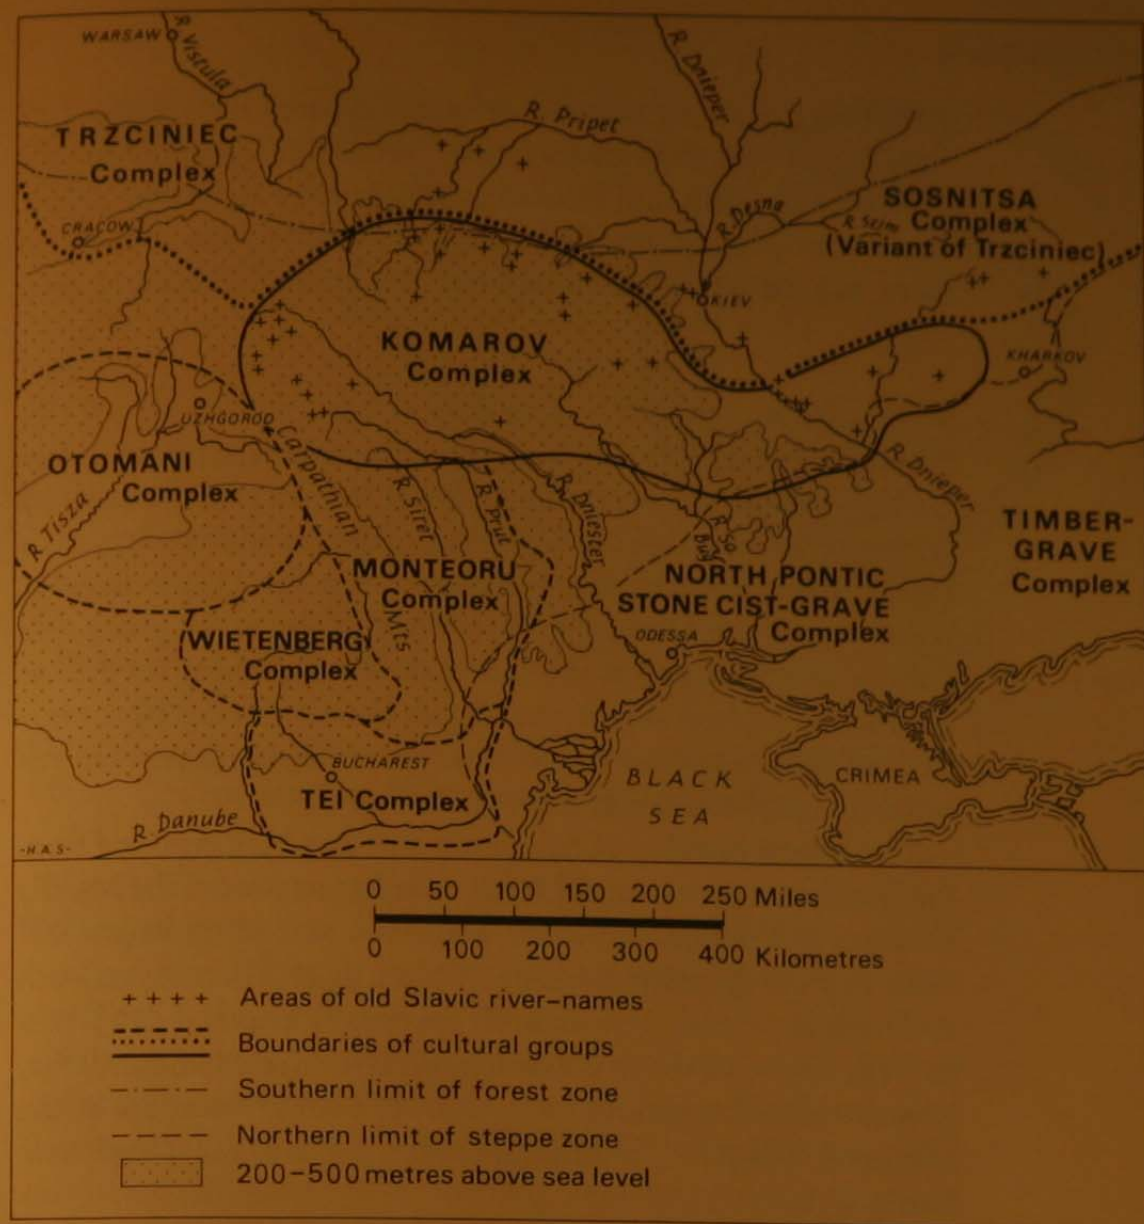 WARSAW
R. Vistula
R. Dnieper
R. Pripet
TRZCINIEC
Complex
CRACOW
R. Desna
R. Seim
SOSNITSA
Complex
(Variant of Trzciniec)
KIEV
KHARKOV
KOMAROV
Complex
UZHGOROD
OTOMANI
Complex
R. Tisza
Carpathian
Mts
R. Siret
R. Prut
R. Dniester
R. So
Bug
R. Dnieper
TIMBER-
GRAVE
Complex
MONTEORU
Complex
NORTH PONTIC
STONE CIST-GRAVE
Complex
WIETENBERG
Complex
ODESSA
BUCHAREST
TEI Complex
R. Danube
BLACK
SEA
CRIMEA
-H.A.S-
0 50 100 150 200 250 Miles
0 100 200 300 400 Kilometres
++++ Areas of old Slavic river-names
Boundaries of cultural groups
Southern limit of forest zone
Northern limit of steppe zone
200-500 metres above sea level